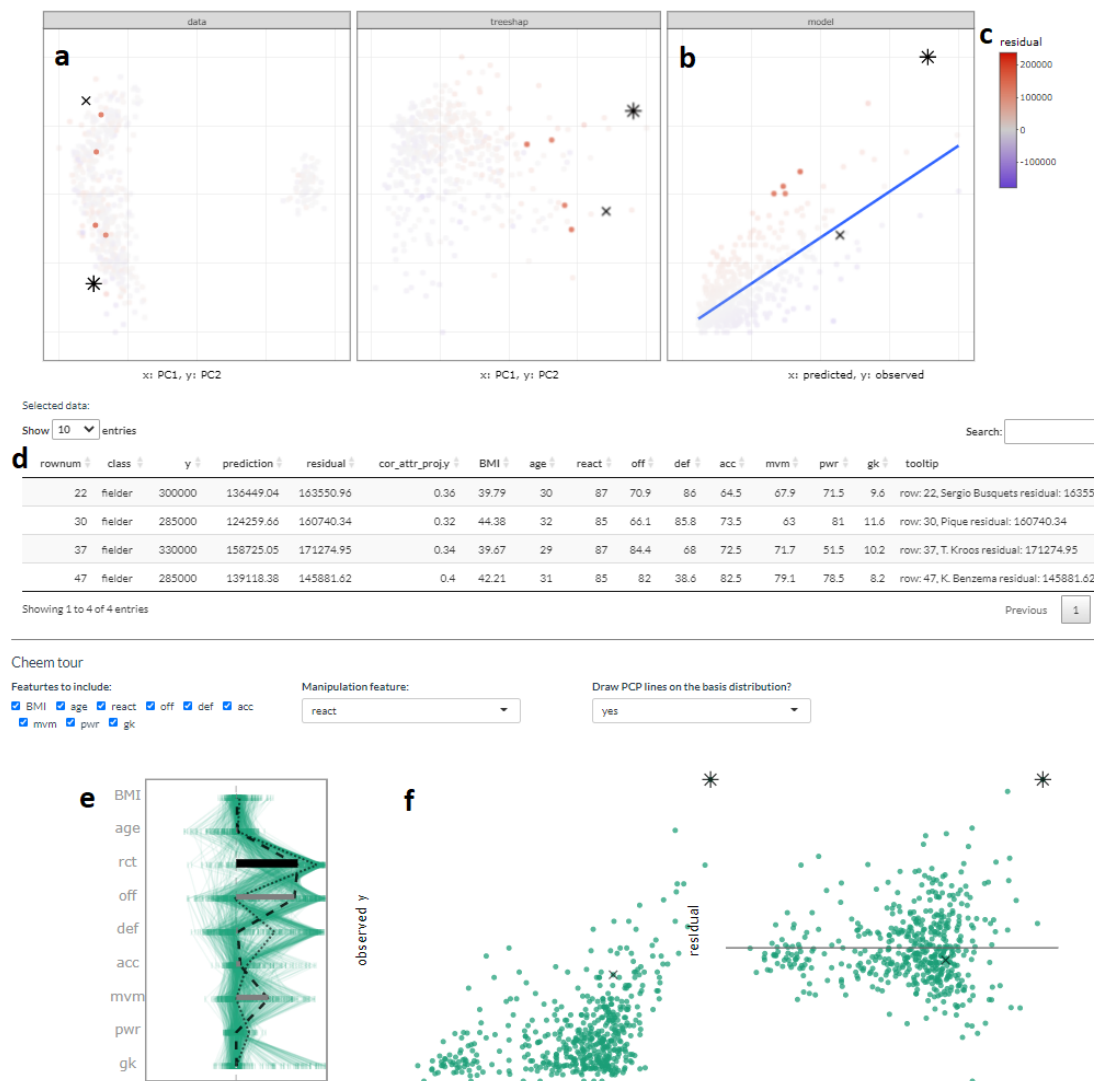 data treeshap model
a b c residual
200000
100000
0
-100000
x: PC1, y: PC2 x: PC1, y: PC2 x: predicted, y: observed
Selected data:
Show 10 entries Search:
d rownum class y prediction residual cor_attr_proj.y BMI age react off def acc mvm pwr gk tooltip
22 fielder 300000 136449.04 163550.96 0.36 39.79 30 87 70.9 86 64.5 67.9 71.5 9.6 row: 22, Sergio Busquets residual: 16355
30 fielder 285000 124259.66 160740.34 0.32 44.38 32 85 66.1 85.8 73.5 63 81 11.6 row: 30, Pique residual: 160740.34
37 fielder 330000 158725.05 171274.95 0.34 39.67 29 87 84.4 68 72.5 71.7 51.5 10.2 row: 37, T. Kroos residual: 171274.95
47 fielder 285000 139118.38 145881.62 0.4 42.21 31 85 82 38.6 82.5 79.1 78.5 8.2 row: 47, K. Benzema residual: 145881.62
Showing 1 to 4 of 4 entries Previous 1
Cheem tour
Featurtes to include: Manipulation feature: Draw PCP lines on the basis distribution?
BMI age react off def acc react yes
mvm pwr gk
e f
BMI
age
rct
off
def
acc
mvm
pwr
gk
observed y
residual